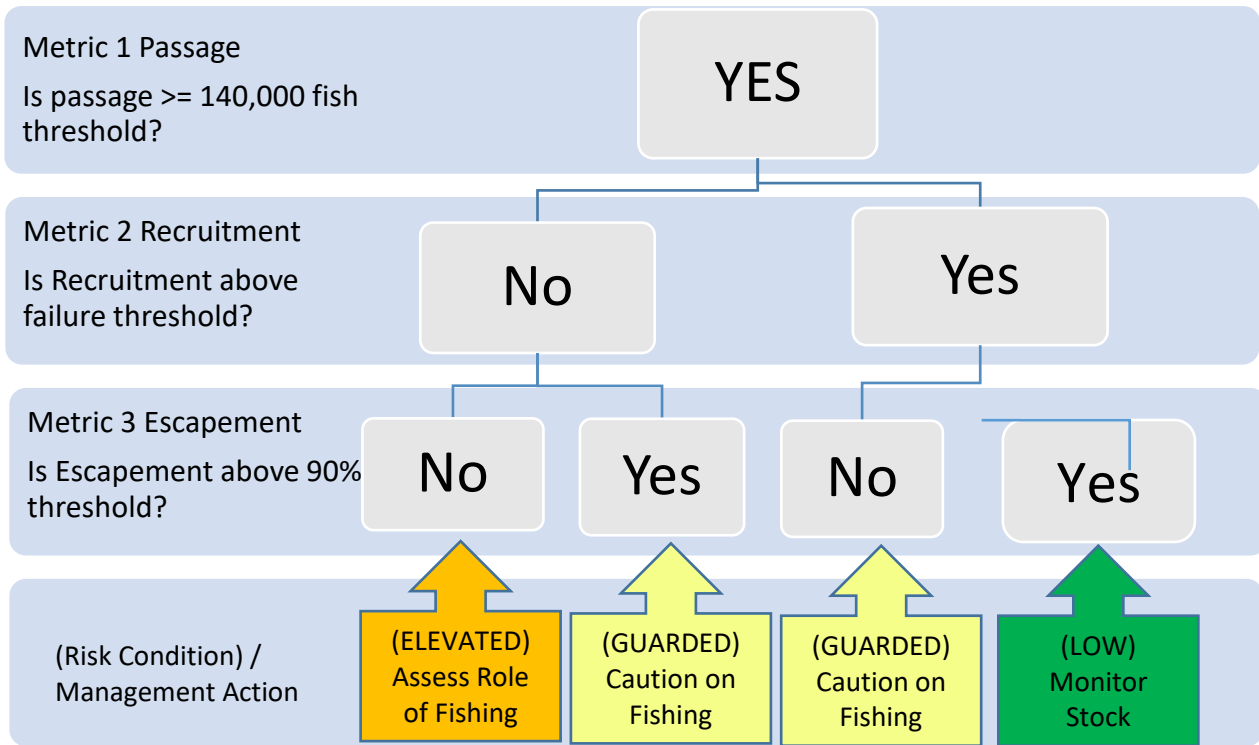 Metric 1 Passage
Is passage >= 140,000 fish
threshold?
YES
Metric 2 Recruitment
Is Recruitment above
failure threshold?
No
Yes
Metric 3 Escapement
Is Escapement above 90%
threshold?
No
Yes
No
Yes
(Risk Condition) /
Management Action
(ELEVATED)
Assess Role
of Fishing
(GUARDED)
Caution on
Fishing
(GUARDED)
Caution on
Fishing
(LOW)
Monitor
Stock